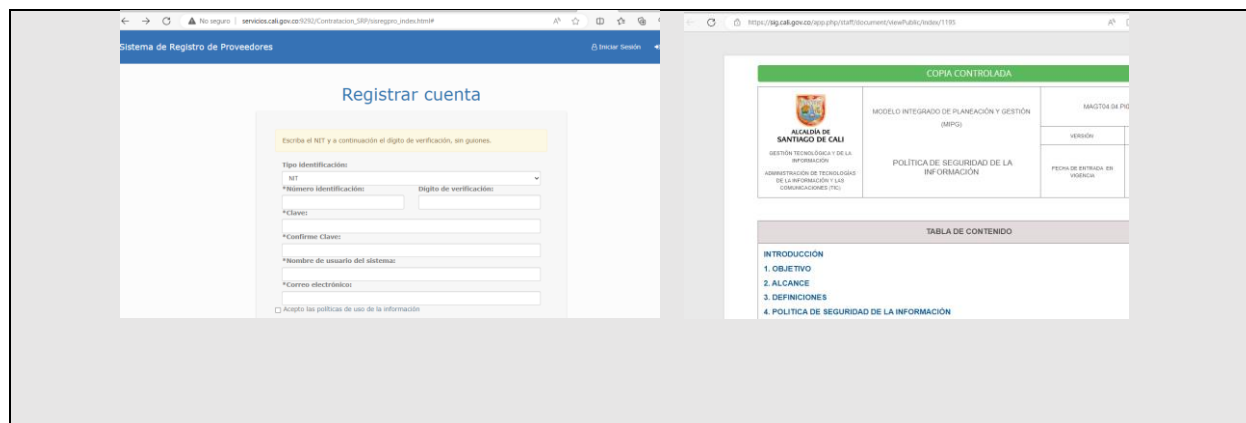 No seguro | servicios.cali.gov.co:9292/Contratacion_SRP/sisregpro_index.html#
Sistema de Registro de Proveedores
Iniciar Sesión
Registrar cuenta
Escriba el NIT y a continuación el dígito de verificación, sin guiones.
Tipo identificación:
NIT
*Número identificación: Dígito de verificación:
*Clave:
*Confirme Clave:
*Nombre de usuario del sistema:
*Correo electrónico:
Acepto las políticas de uso de la información
https://sig.cali.gov.co/app.php/staff/document/viewPublic/index/1195
COPIA CONTROLADA
ALCALDÍA DE
SANTIAGO DE CALI
GESTIÓN TECNOLÓGICA Y DE LA
INFORMACIÓN
ADMINISTRACIÓN DE TECNOLOGÍAS
DE LA INFORMACIÓN Y LAS
COMUNICACIONES (TIC)
MODELO INTEGRADO DE PLANEACIÓN Y GESTIÓN
(MIPG)
POLÍTICA DE SEGURIDAD DE LA
INFORMACIÓN
VERSIÓN
FECHA DE ENTRADA EN
VIGENCIA
TABLA DE CONTENIDO
INTRODUCCIÓN
1. OBJETIVO
2. ALCANCE
3. DEFINICIONES
4. POLITICA DE SEGURIDAD DE LA INFORMACIÓN